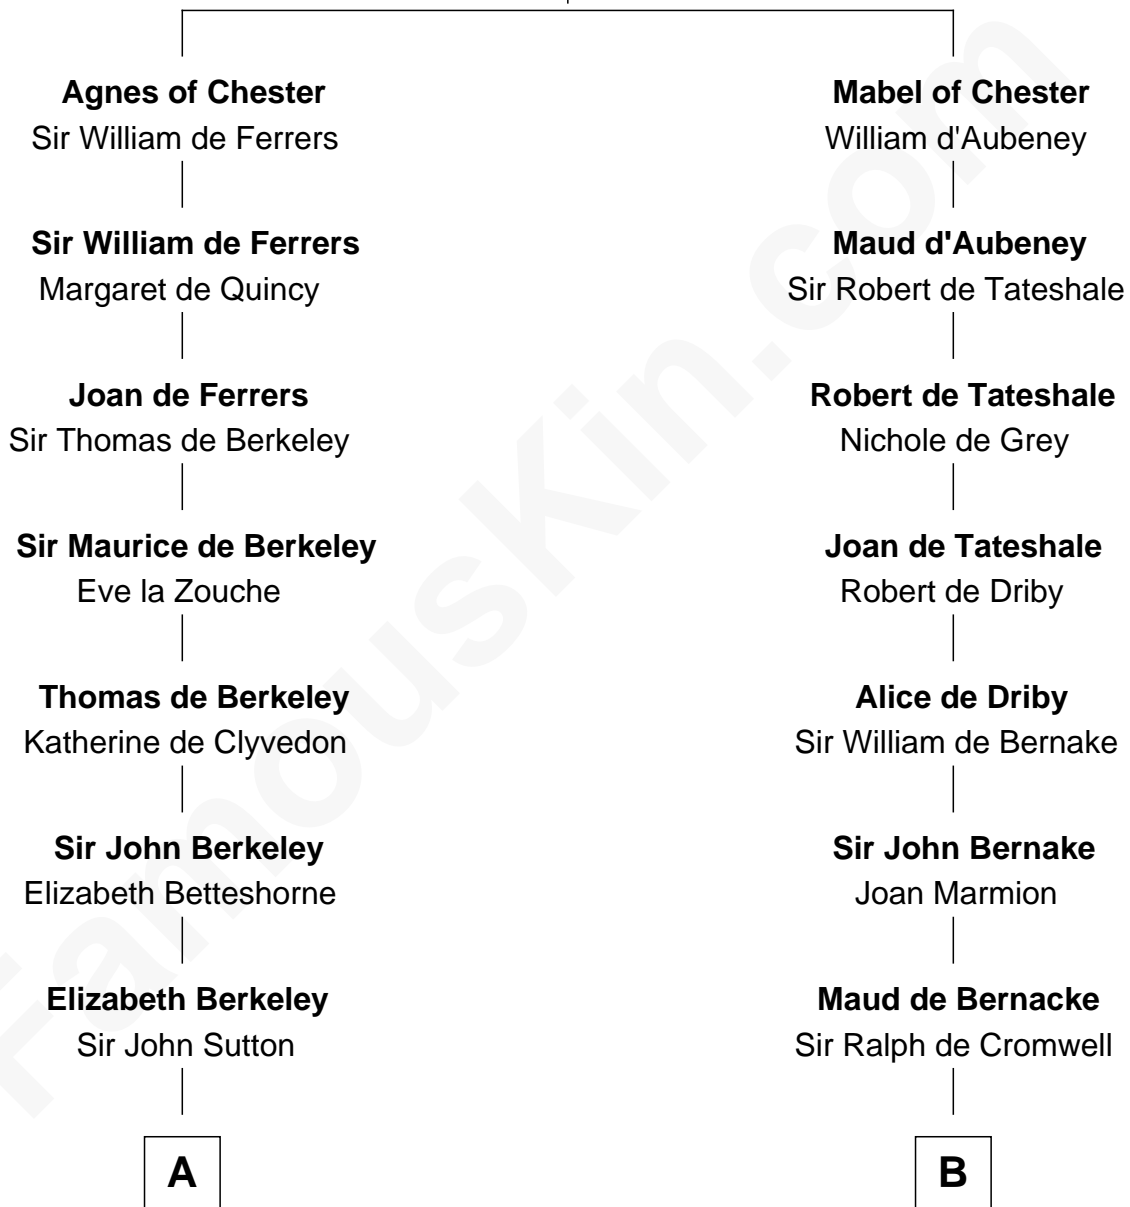 Agnes of Chester
Sir William de Ferrers
Mabel of Chester
William d'Aubeney
Sir William de Ferrers
Margaret de Quincy
Maud d'Aubeney
Sir Robert de Tateshale
Joan de Ferrers
Sir Thomas de Berkeley
Robert de Tateshale
Nichole de Grey
Sir Maurice de Berkeley
Eve la Zouche
Joan de Tateshale
Robert de Driby
Thomas de Berkeley
Katherine de Clyvedon
Alice de Driby
Sir William de Bernake
Sir John Berkeley
Elizabeth Betteshorne
Sir John Bernake
Joan Marmion
Elizabeth Berkeley
Sir John Sutton
Maud de Bernacke
Sir Ralph de Cromwell
A
B
FamousKin.com